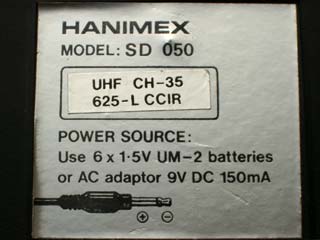 HANIMEX
MODEL: SD 050
UHF CH-35
625-L CCIR
POWER SOURCE:
Use 6 x 1·5V UM-2 batteries
or AC adaptor 9V DC 150mA
+ -